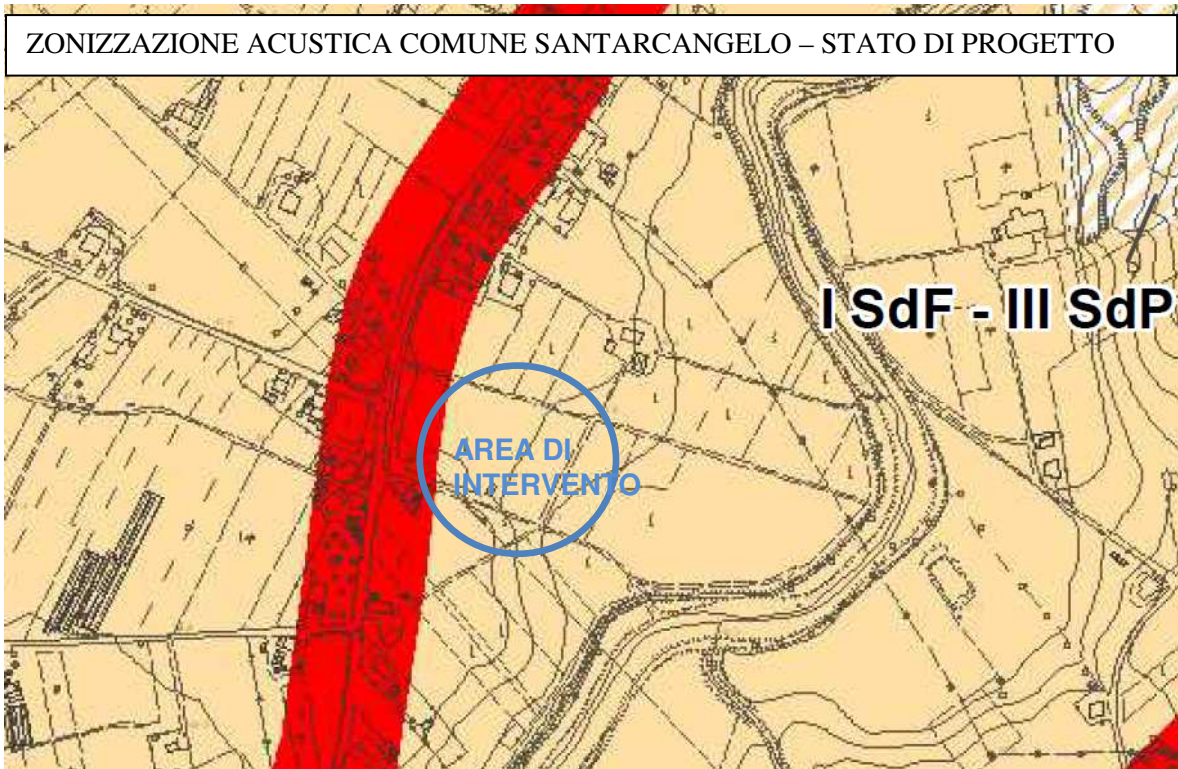 ZONIZZAZIONE ACUSTICA COMUNE SANTARCANGELO – STATO DI PROGETTO
I SdF - III SdP
AREA DI
INTERVENTO